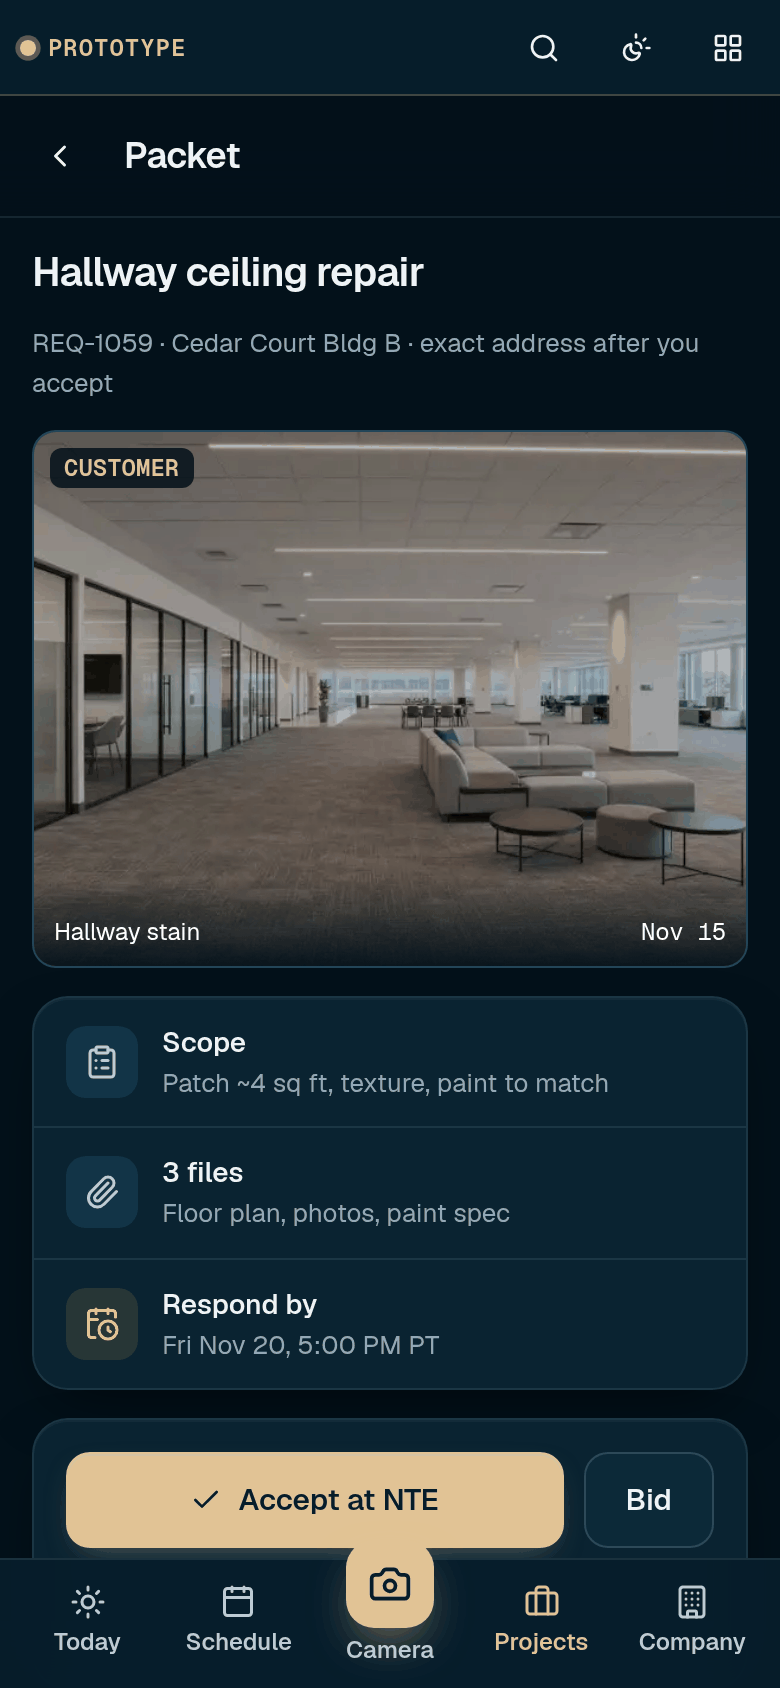 PROTOTYPE
Packet
Hallway ceiling repair
REQ-1059 · Cedar Court Bldg B · exact address after you
accept
CUSTOMER
Hallway stain
Nov 15
Scope
Patch ~4 sq ft, texture, paint to match
3 files
Floor plan, photos, paint spec
Respond by
Fri Nov 20, 5:00 PM PT
Accept at NTE
Bid
Today
Schedule
Camera
Projects
Company